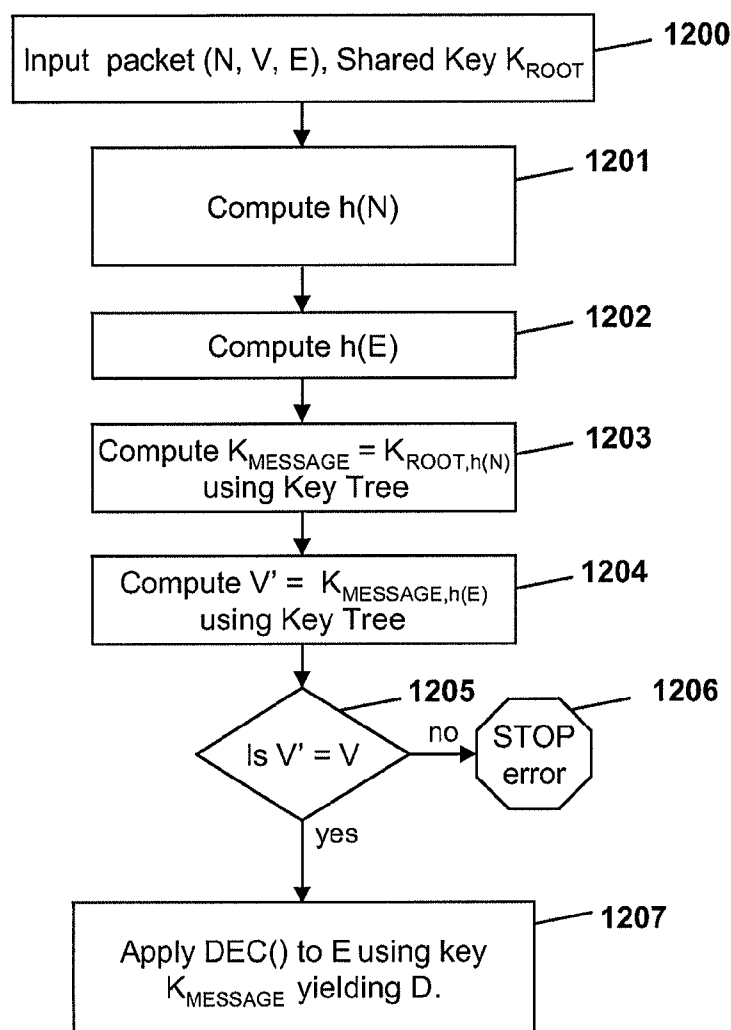 Input packet (N, V, E), Shared Key K_ROOT
1200
Compute h(N)
1201
Compute h(E)
1202
Compute K_MESSAGE = K_ROOT,h(N)
using Key Tree
1203
Compute V' = K_MESSAGE,h(E)
using Key Tree
1204
Is V' = V
1205
no
STOP
error
1206
yes
Apply DEC() to E using key
K_MESSAGE yielding D.
1207